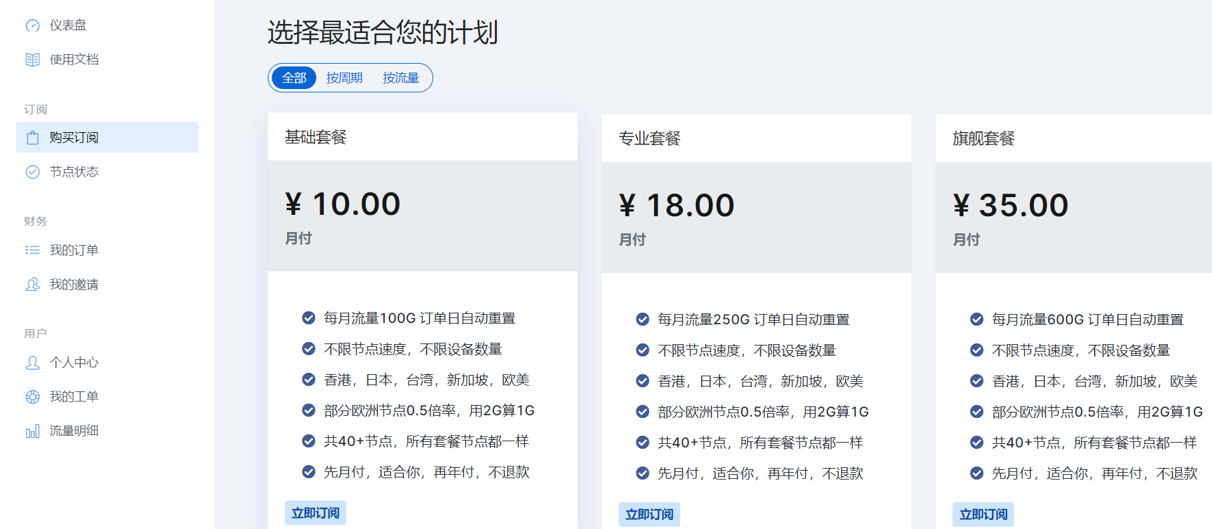 仪表盘
使用文档
订阅
购买订阅
节点状态
财务
我的订单
我的邀请
用户
个人中心
我的工单
流量明细
选择最适合您的计划
全部 按周期 按流量
基础套餐
¥ 10.00
月付
每月流量100G 订单日自动重置
不限节点速度，不限设备数量
香港，日本，台湾，新加坡，欧美
部分欧洲节点0.5倍率，用2G算1G
共40+节点，所有套餐节点都一样
先月付，适合你，再年付，不退款
立即订阅
专业套餐
¥ 18.00
月付
每月流量250G 订单日自动重置
不限节点速度，不限设备数量
香港，日本，台湾，新加坡，欧美
部分欧洲节点0.5倍率，用2G算1G
共40+节点，所有套餐节点都一样
先月付，适合你，再年付，不退款
立即订阅
旗舰套餐
¥ 35.00
月付
每月流量600G 订单日自动重置
不限节点速度，不限设备数量
香港，日本，台湾，新加坡，欧美
部分欧洲节点0.5倍率，用2G算1G
共40+节点，所有套餐节点都一样
先月付，适合你，再年付，不退款
立即订阅